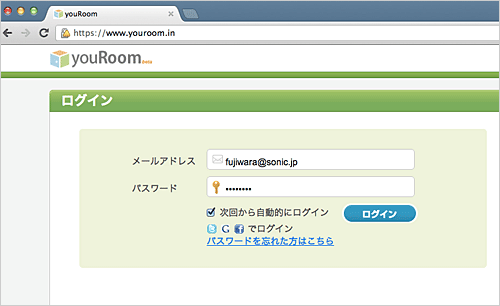 youRoom
https://www.youroom.in
youRoom beta
ログイン
メールアドレス fujiwara@sonic.jp
パスワード ••••••••
次回から自動的にログイン ログイン
でログイン
パスワードを忘れた方はこちら